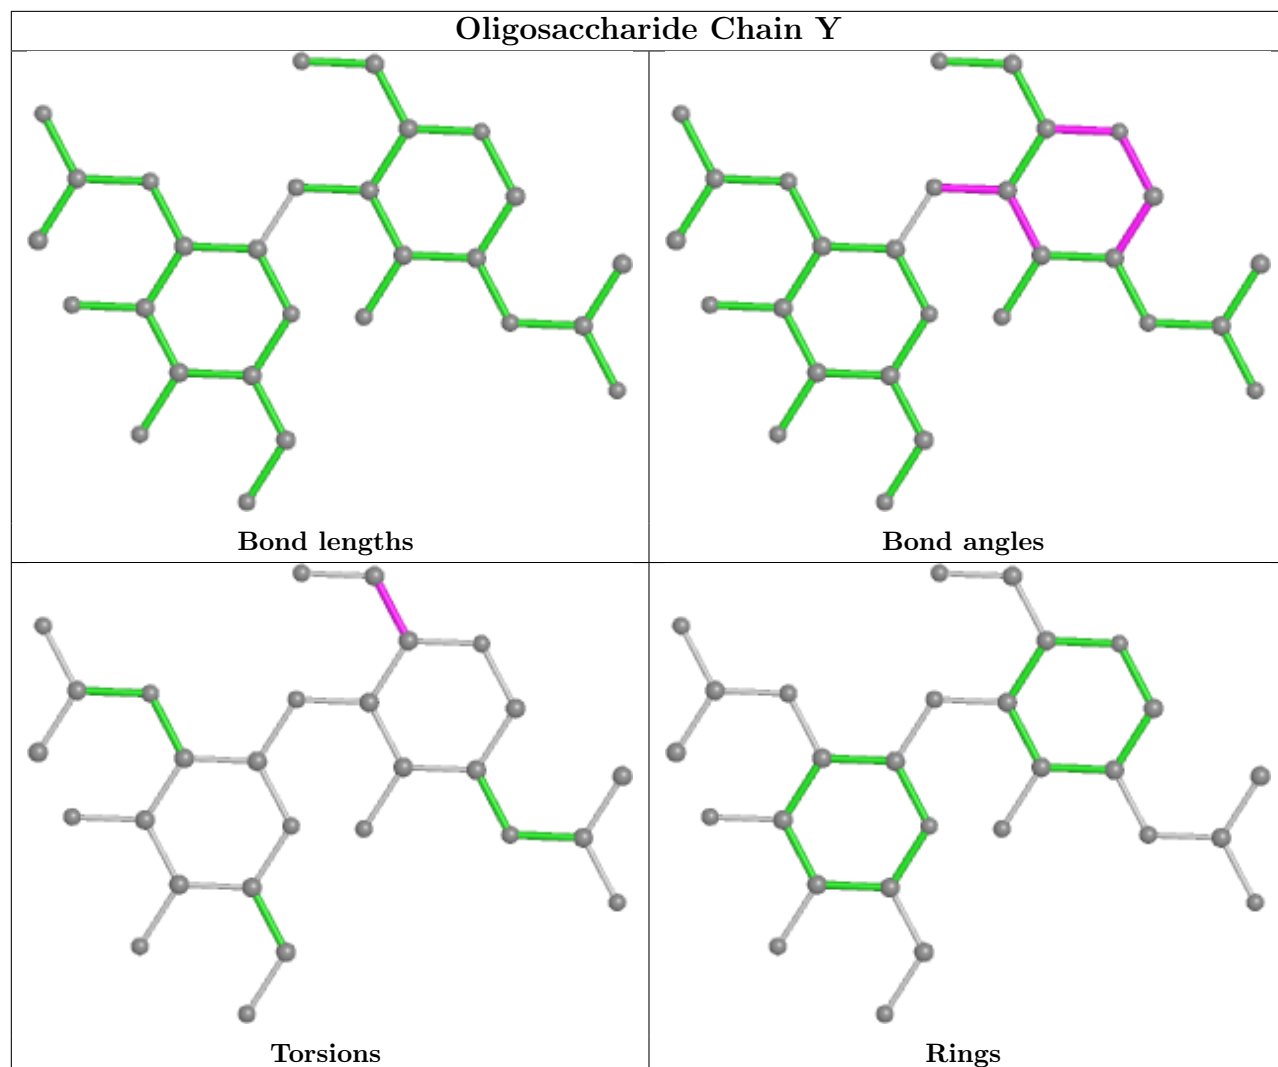 Oligosaccharide Chain Y
Bond lengths
Bond angles
Torsions
Rings